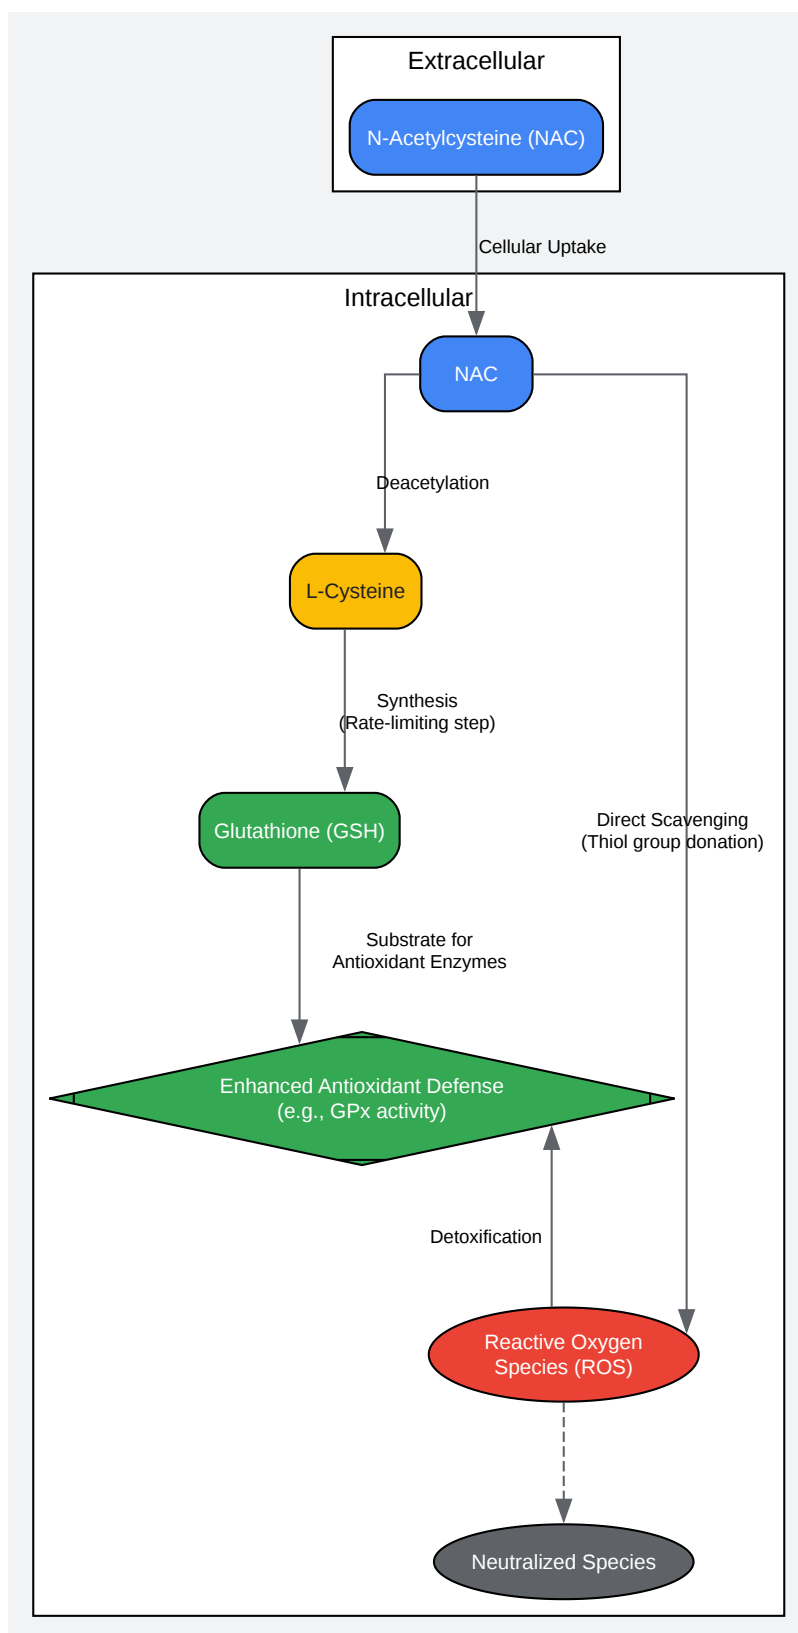 Extracellular
N-Acetylcysteine (NAC)
Cellular Uptake
Intracellular
NAC
Deacetylation
L-Cysteine
Synthesis
(Rate-limiting step)
Glutathione (GSH)
Direct Scavenging
(Thiol group donation)
Substrate for
Antioxidant Enzymes
Enhanced Antioxidant Defense
(e.g., GPx activity)
Detoxification
Reactive Oxygen
Species (ROS)
Neutralized Species